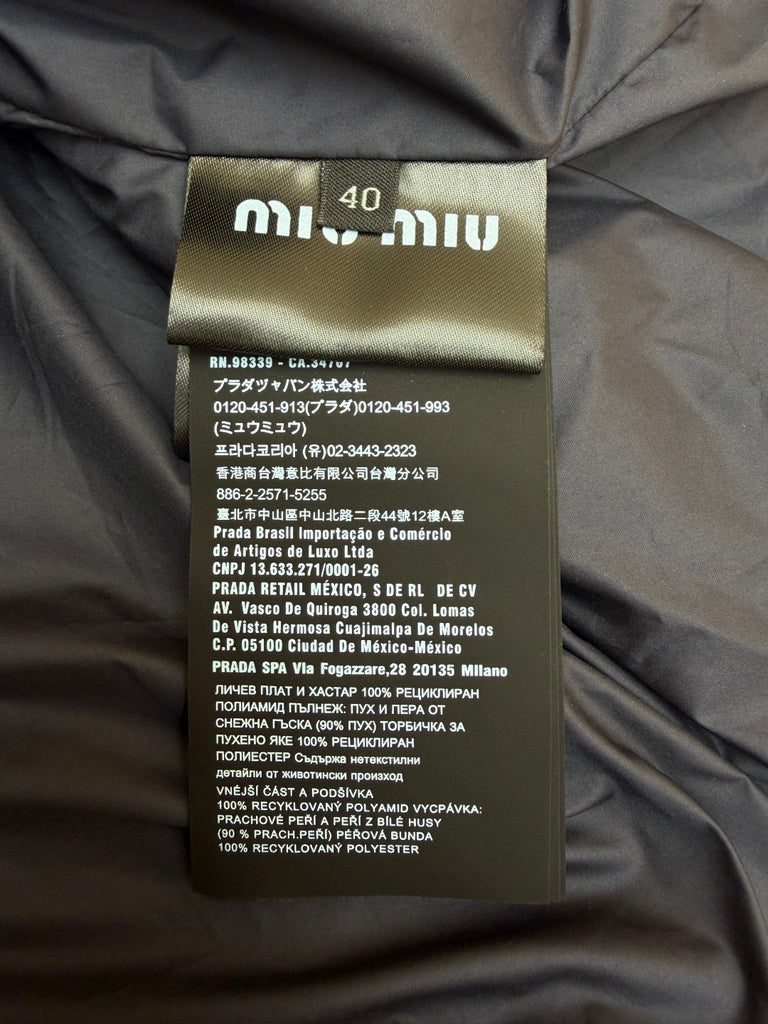 40
miu miu
RN.98339 - CA.34707
プラダジャパン株式会社
0120-451-913(プラダ)0120-451-993
(ミュウミュウ)
프라다코리아 (유)02-3443-2323
香港商台灣意比有限公司台灣分公司
886-2-2571-5255
臺北市中山區中山北路二段44號12樓A室
Prada Brasil Importação e Comércio
de Artigos de Luxo Ltda
CNPJ 13.633.271/0001-26
PRADA RETAIL MÉXICO, S DE RL DE CV
AV. Vasco De Quiroga 3800 Col. Lomas
De Vista Hermosa Cuajimalpa De Morelos
C.P. 05100 Ciudad De México-México
PRADA SPA VIa Fogazzare,28 20135 MIlano
ЛИЧЕВ ПЛАТ И ХАСТАР 100% РЕЦИКЛИРАН
ПОЛИАМИД ПЪЛНЕЖ: ПУХ И ПЕРА ОТ
СНЕЖНА ГЪСКА (90% ПУХ) ТОРБИЧКА ЗА
ПУХЕНО ЯКЕ 100% РЕЦИКЛИРАН
ПОЛИЕСТЕР Съдържа нетекстилни
детайли от животински произход
VNĚJŠÍ ČÁST A PODŠÍVKA
100% RECYKLOVANÝ POLYAMID VYCPÁVKA:
PRACHOVÉ PEŘÍ A PEŘÍ Z BÍLÉ HUSY
(90 % PRACH.PEŘÍ) PÉŘOVÁ BUNDA
100% RECYKLOVANÝ POLYESTER